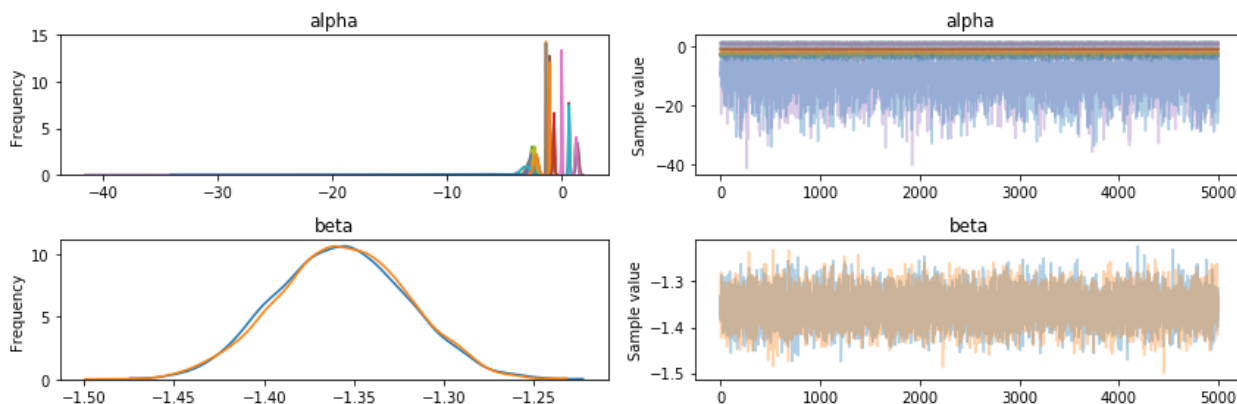 alpha
Frequency
15
10
5
0
−40 −30 −20 −10 0
alpha
Sample value
0
−20
−40
0 1000 2000 3000 4000 5000
beta
Frequency
10
5
0
−1.50 −1.45 −1.40 −1.35 −1.30 −1.25
beta
Sample value
−1.3
−1.4
−1.5
0 1000 2000 3000 4000 5000